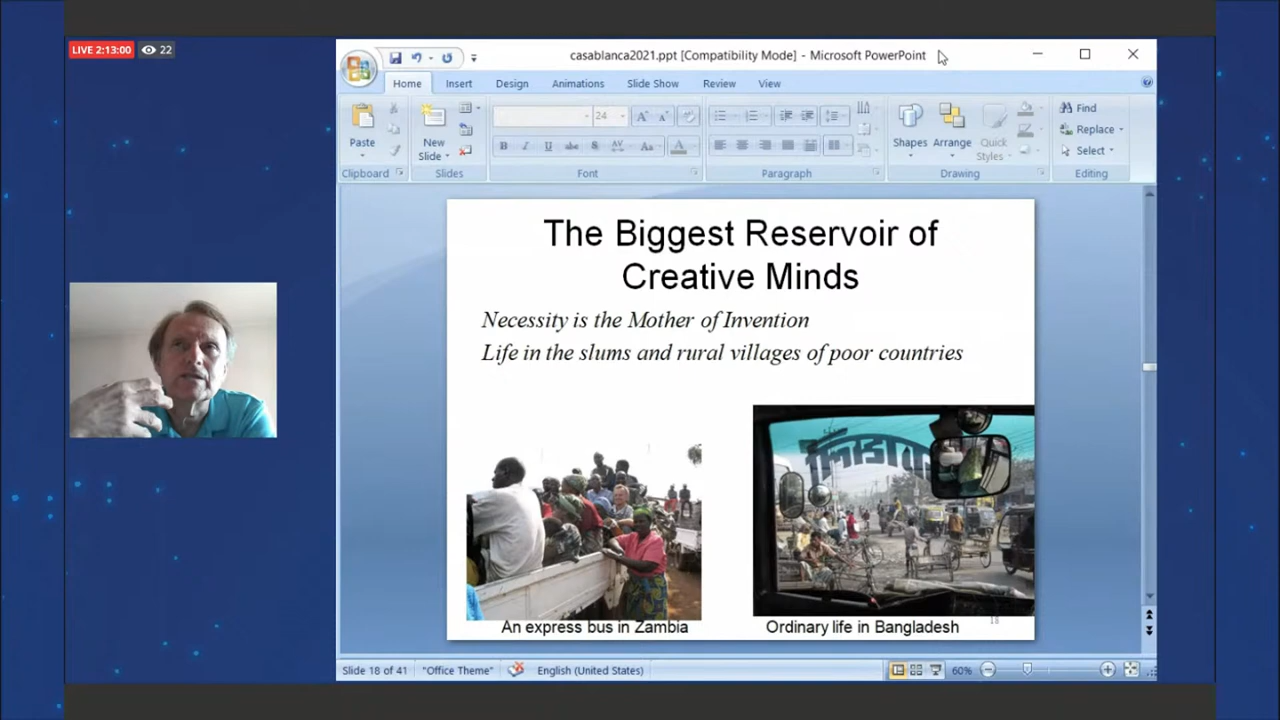 LIVE 2:13:00
22
casablanca2021.ppt [Compatibility Mode] - Microsoft PowerPoint
Home Insert Design Animations Slide Show Review View
Paste
New
Slide
24
Shapes Arrange Quick
Styles
Find
Replace
Select
Clipboard Slides Font Paragraph Drawing Editing
The Biggest Reservoir of
Creative Minds
Necessity is the Mother of Invention
Life in the slums and rural villages of poor countries
An express bus in Zambia
Ordinary life in Bangladesh
18
Slide 18 of 41 "Office Theme" English (United States) 60%